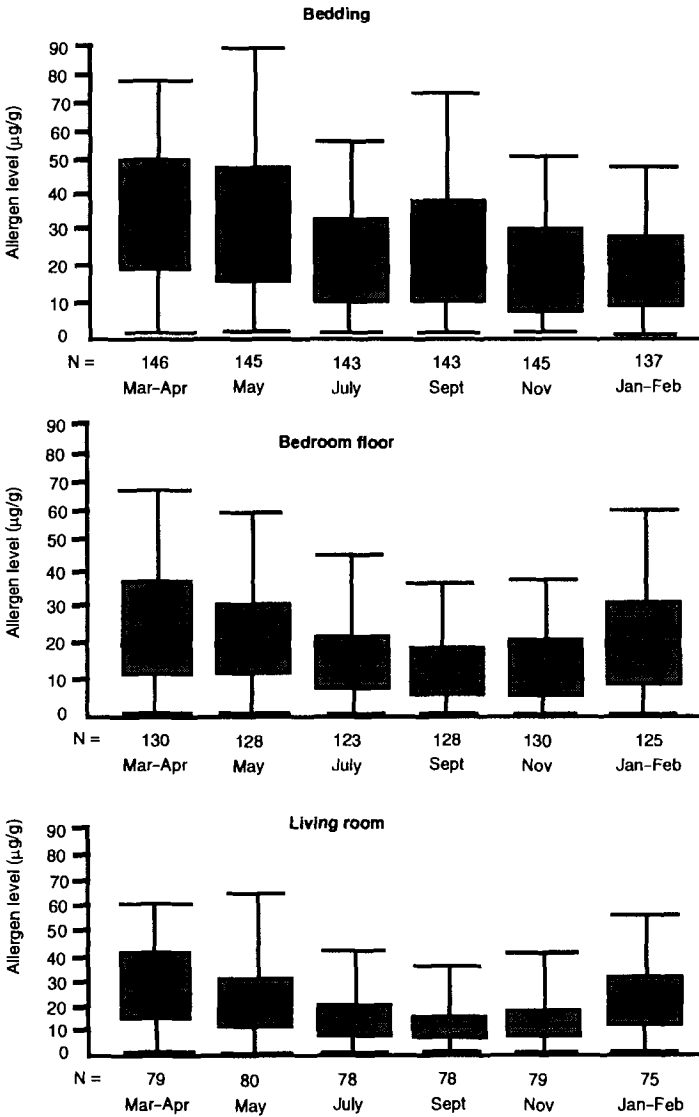 Bedding
Allergen level (µg/g)
90
80
70
60
50
40
30
20
10
0
N = 146 145 143 143 145 137
Mar–Apr May July Sept Nov Jan–Feb
Bedroom floor
Allergen level (µg/g)
90
80
70
60
50
40
30
20
10
0
N = 130 128 123 128 130 125
Mar–Apr May July Sept Nov Jan–Feb
Living room
Allergen level (µg/g)
90
80
70
60
50
40
30
20
10
0
N = 79 80 78 78 79 75
Mar–Apr May July Sept Nov Jan–Feb